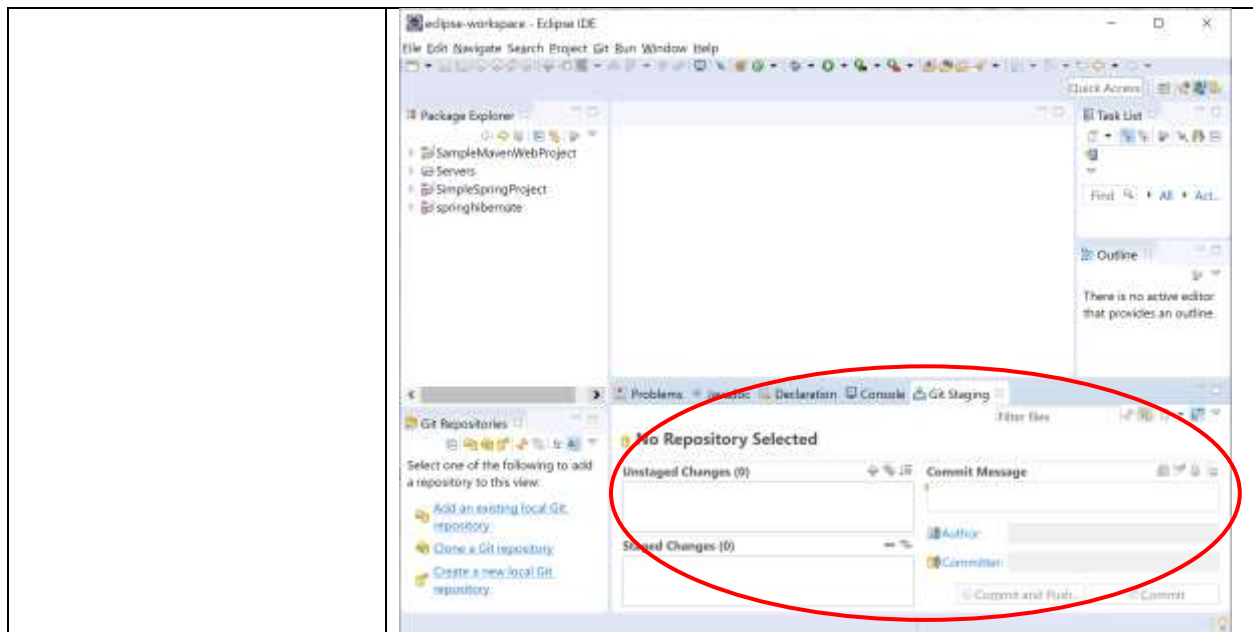 eclipse-workspace - Eclipse IDE
File Edit Navigate Search Project Git Run Window Help
Quick Access
Package Explorer
SampleMavenWebProject
Servers
SimpleSpringProject
springhibernate
Task List
Find
All
Act...
Outline
There is no active editor
that provides an outline.
Problems
Declaration
Console
Git Staging
Git Repositories
Select one of the following to add
a repository to this view:
Add an existing local Git
repository
Clone a Git repository
Create a new local Git
repository
Filter files
No Repository Selected
Unstaged Changes (0)
Staged Changes (0)
Commit Message
Author:
Committer:
Commit and Push...
Commit